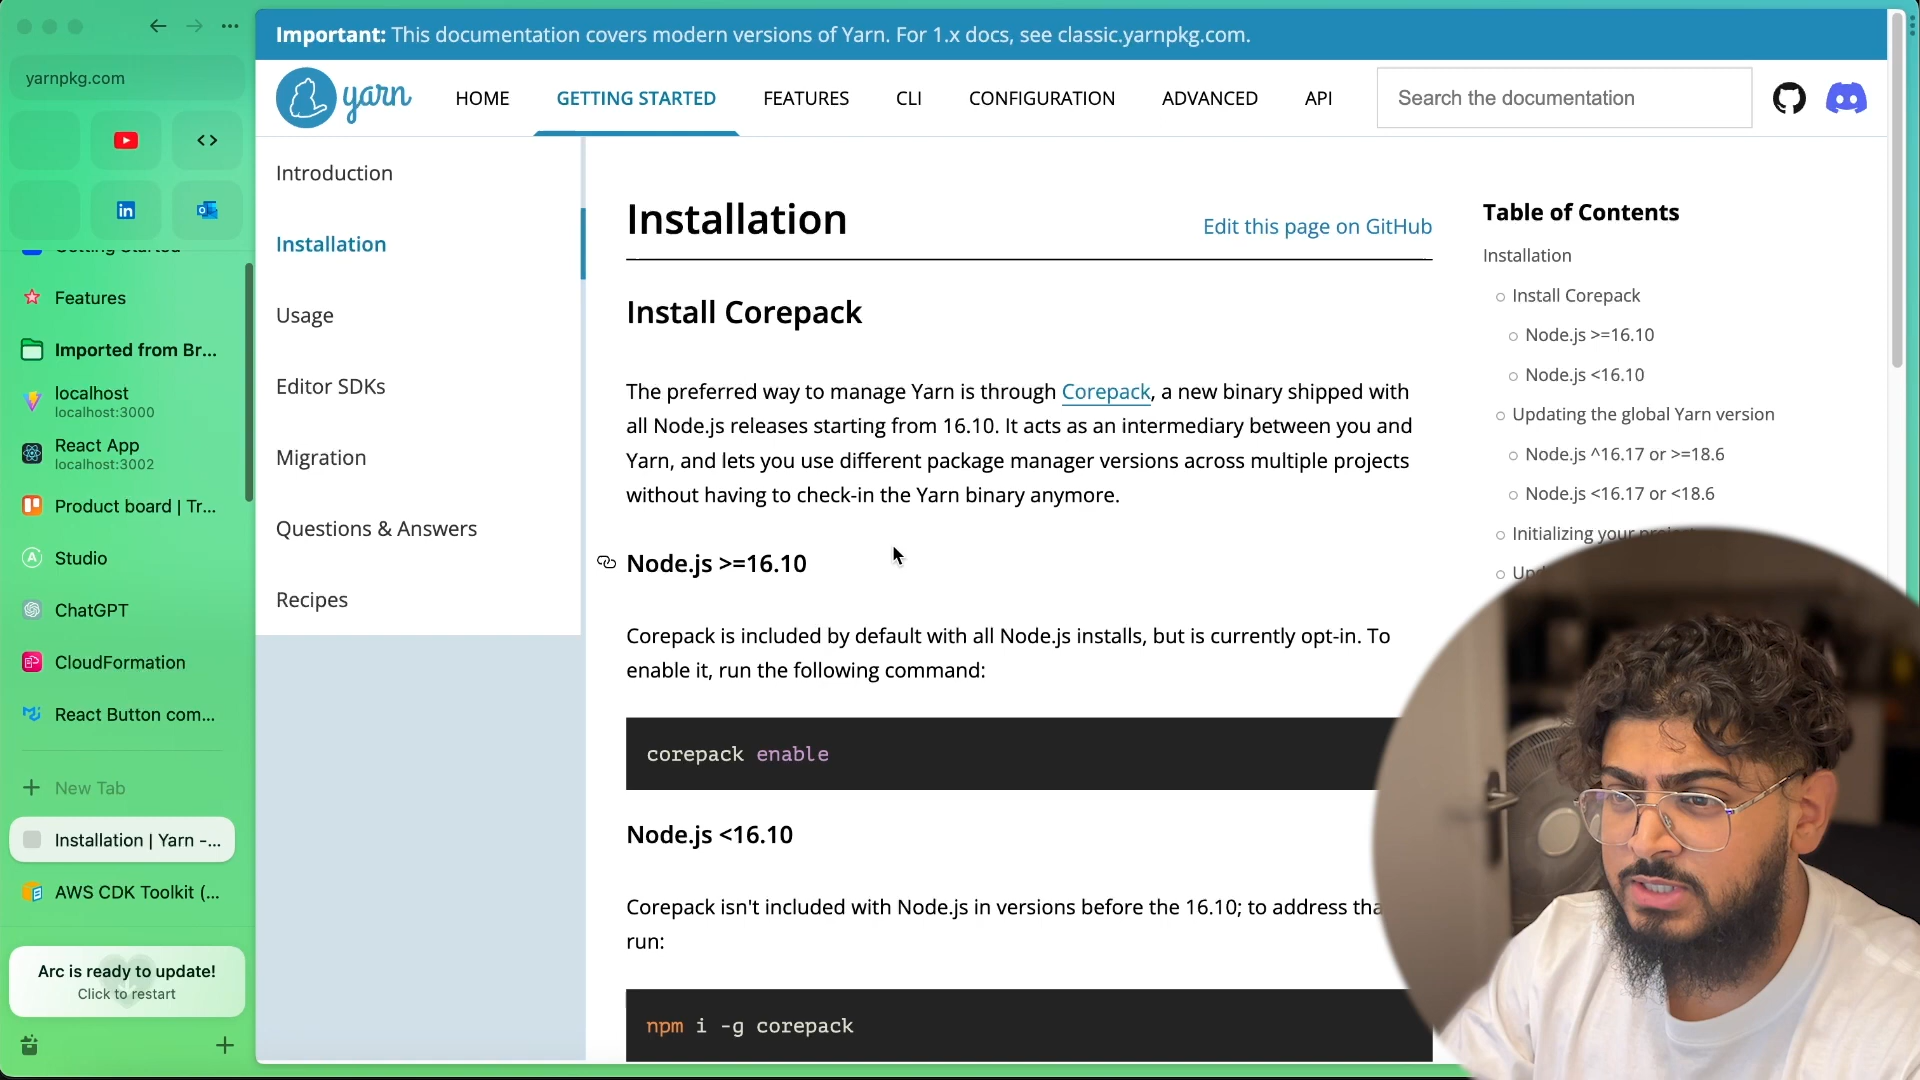 yarnpkg.com
Getting Started
Features
Imported from Br...
localhost
localhost:3000
React App
localhost:3002
Product board | Tr...
Studio
ChatGPT
CloudFormation
React Button com...
New Tab
Installation | Yarn -...
AWS CDK Toolkit (...
Arc is ready to update!
Click to restart
Important: This documentation covers modern versions of Yarn. For 1.x docs, see classic.yarnpkg.com.
yarn
HOME
GETTING STARTED
FEATURES
CLI
CONFIGURATION
ADVANCED
API
Search the documentation
Introduction
Installation
Usage
Editor SDKs
Migration
Questions & Answers
Recipes
Installation
Edit this page on GitHub
Install Corepack
The preferred way to manage Yarn is through Corepack, a new binary shipped with
all Node.js releases starting from 16.10. It acts as an intermediary between you and
Yarn, and lets you use different package manager versions across multiple projects
without having to check-in the Yarn binary anymore.
Node.js >=16.10
Corepack is included by default with all Node.js installs, but is currently opt-in. To
enable it, run the following command:
corepack enable
Node.js <16.10
Corepack isn't included with Node.js in versions before the 16.10; to address
run:
npm i -g corepack
Table of Contents
Installation
Install Corepack
Node.js >=16.10
Node.js <16.10
Updating the global Yarn version
Node.js ^16.17 or >=18.6
Node.js <16.17 or <18.6
Initializing your